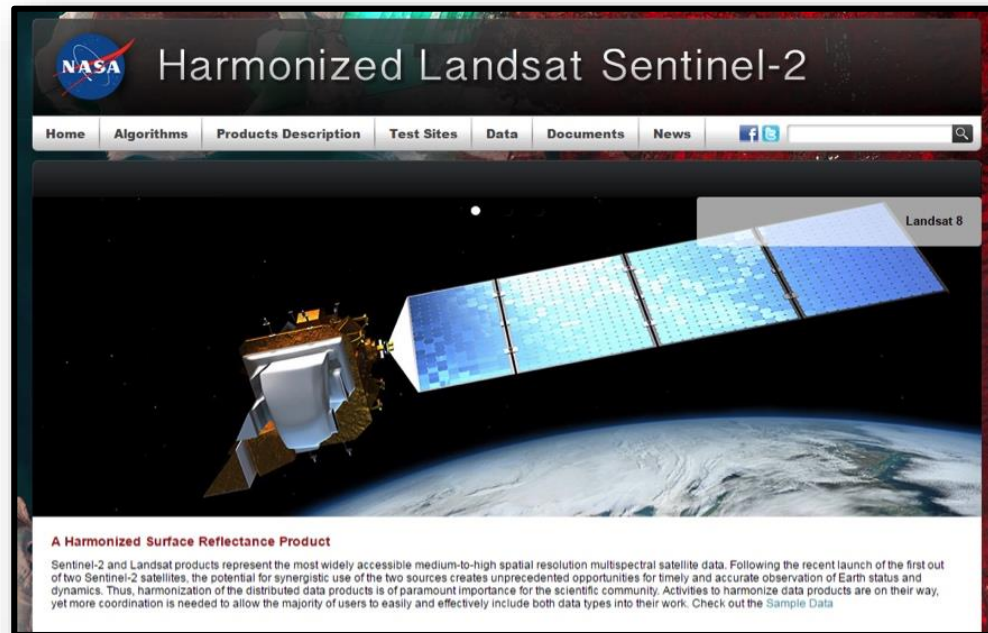 NASA
Harmonized Landsat Sentinel-2
Home Algorithms Products Description Test Sites Data Documents News
Landsat 8
A Harmonized Surface Reflectance Product
Sentinel-2 and Landsat products represent the most widely accessible medium-to-high spatial resolution multispectral satellite data. Following the recent launch of the first out
of two Sentinel-2 satellites, the potential for synergistic use of the two sources creates unprecedented opportunities for timely and accurate observation of Earth status and
dynamics. Thus, harmonization of the distributed data products is of paramount importance for the scientific community. Activities to harmonize data products are on their way,
yet more coordination is needed to allow the majority of users to easily and effectively include both data types into their work. Check out the Sample Data